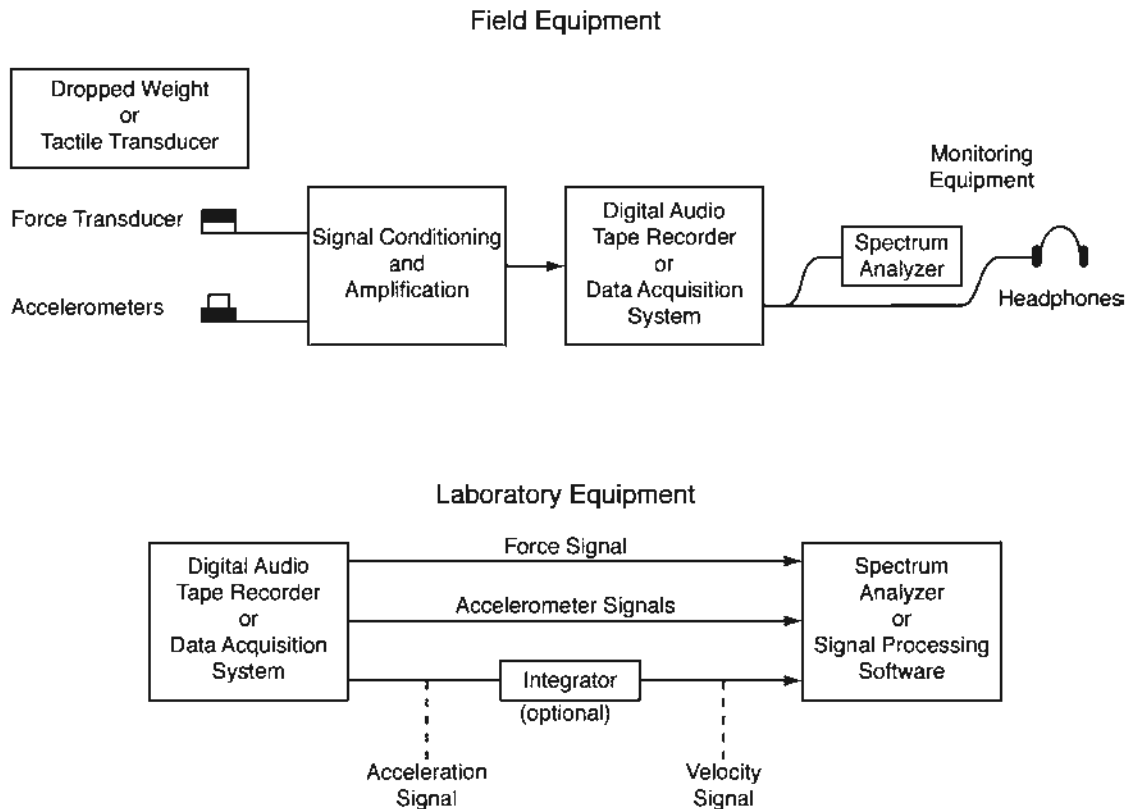 Field Equipment
Dropped Weight
or
Tactile Transducer
Force Transducer
Accelerometers
Signal Conditioning
and
Amplification
Digital Audio
Tape Recorder
or
Data Acquisition
System
Monitoring
Equipment
Spectrum
Analyzer
Headphones
Laboratory Equipment
Digital Audio
Tape Recorder
or
Data Acquisition
System
Force Signal
Accelerometer Signals
Integrator
(optional)
Acceleration
Signal
Velocity
Signal
Spectrum
Analyzer
or
Signal Processing
Software